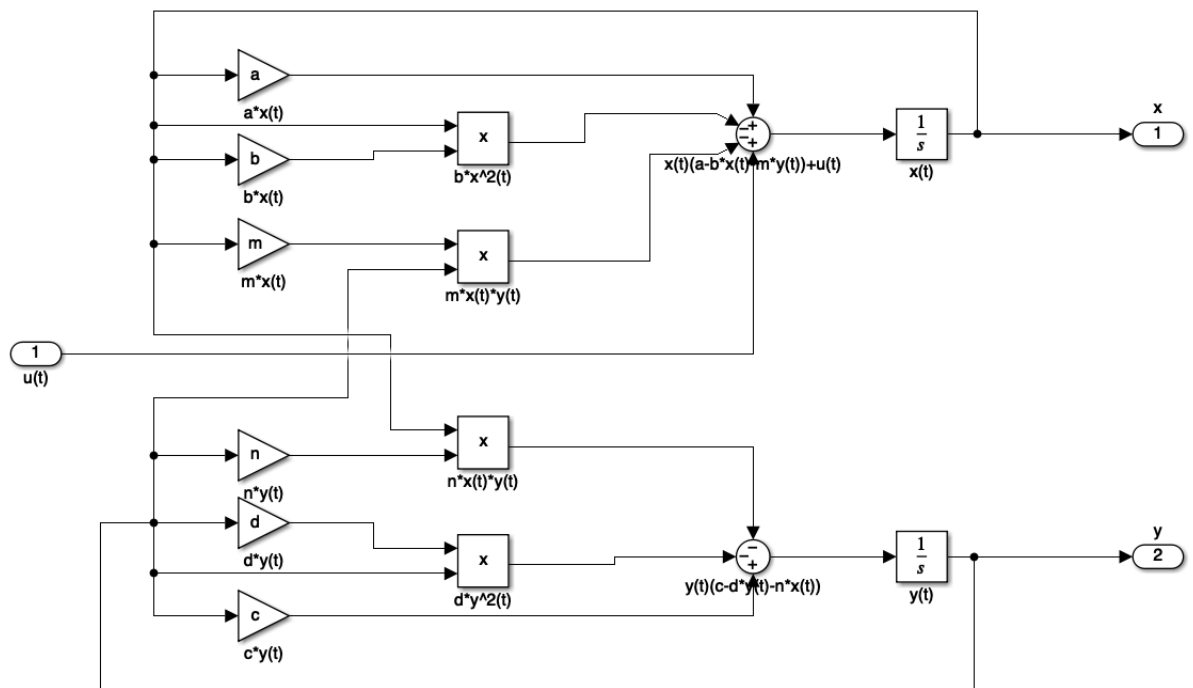 a
a*x(t)
b
b*x(t)
x
b*x^2(t)
m
m*x(t)
x
m*x(t)*y(t)
− + − +
x(t)(a-b*x(t)-m*y(t))+u(t)
1
s
x(t)
x
1
1
u(t)
n
n*y(t)
x
n*x(t)*y(t)
d
d*y(t)
x
d*y^2(t)
c
c*y(t)
− − +
y(t)(c-d*y(t)-n*x(t))
1
s
y(t)
y
2